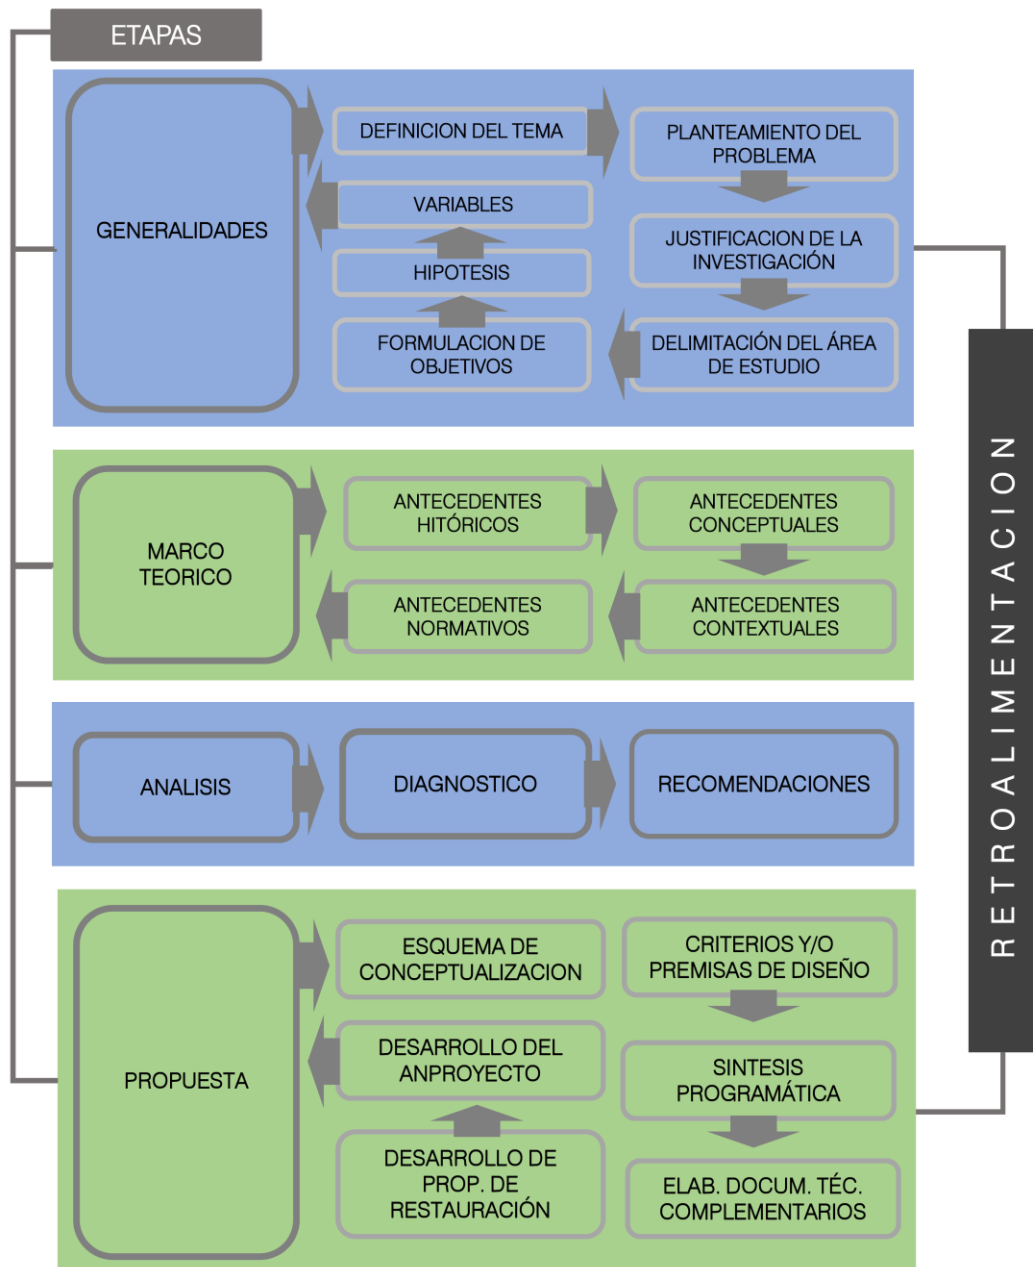 ETAPAS
GENERALIDADES
DEFINICION DEL TEMA
PLANTEAMIENTO DEL
PROBLEMA
VARIABLES
JUSTIFICACION DE LA
INVESTIGACIÓN
HIPOTESIS
FORMULACION DE
OBJETIVOS
DELIMITACIÓN DEL ÁREA
DE ESTUDIO
MARCO
TEORICO
ANTECEDENTES
HITÓRICOS
ANTECEDENTES
CONCEPTUALES
ANTECEDENTES
NORMATIVOS
ANTECEDENTES
CONTEXTUALES
ANALISIS
DIAGNOSTICO
RECOMENDACIONES
PROPUESTA
ESQUEMA DE
CONCEPTUALIZACION
CRITERIOS Y/O
PREMISAS DE DISEÑO
DESARROLLO DEL
ANPROYECTO
SINTESIS
PROGRAMÁTICA
DESARROLLO DE
PROP. DE
RESTAURACIÓN
ELAB. DOCUM. TÉC.
COMPLEMENTARIOS
RETROALIMENTACION